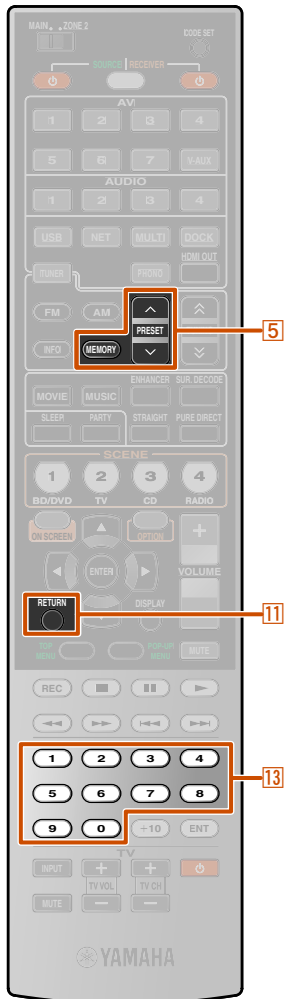 MAIN ZONE 2
CODE SET
SOURCE RECEIVER
AV
1 2 3 4
5 6 7 V-AUX
AUDIO
1 2 3 4
USB NET MULTI DOCK
HDMI OUT
TUNER PHONO
FM AM
PRESET 5
INFO MEMORY
ENHANCER SUR. DECODE
MOVIE MUSIC
SLEEP PARTY STRAIGHT PURE DIRECT
SCENE
1 2 3 4
BD/DVD TV CD RADIO
ON SCREEN OPTION
ENTER VOLUME
RETURN DISPLAY 11
TOP MENU POP-UP MENU MUTE
REC
1 2 3 4
13
5 6 7 8
9 0 +10 ENT
TV
INPUT + +
TV VOL TV CH
MUTE − −
YAMAHA